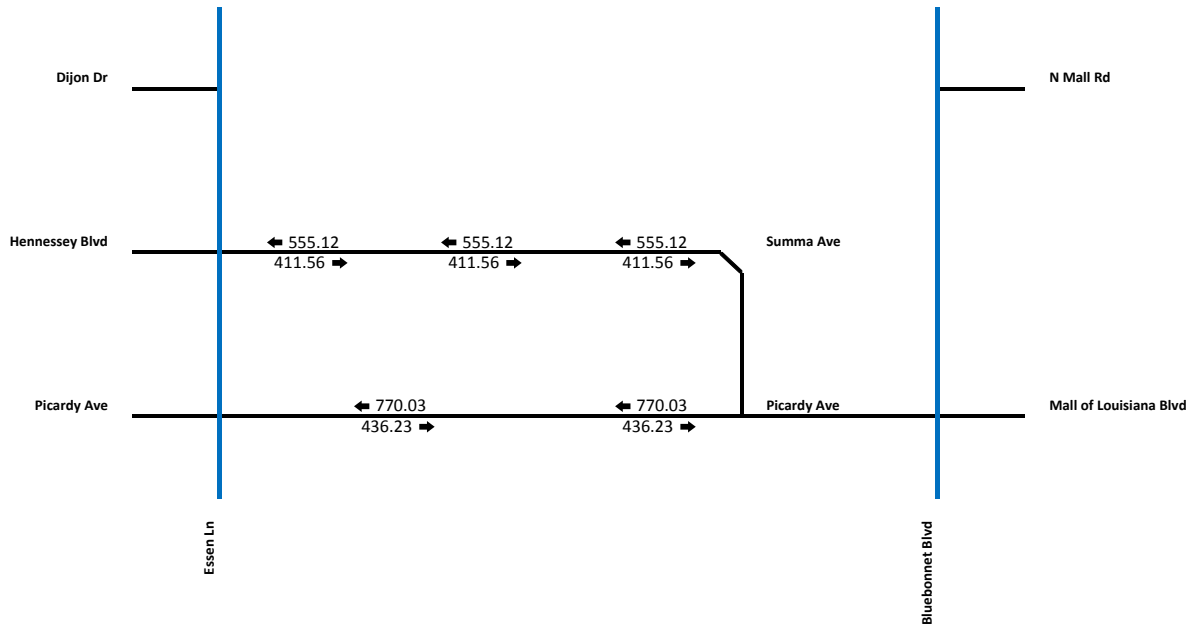 Dijon Dr
N Mall Rd
Hennessey Blvd
555.12
555.12
555.12
Summa Ave
411.56
411.56
411.56
Picardy Ave
770.03
770.03
Picardy Ave
Mall of Louisiana Blvd
436.23
436.23
Essen Ln
Bluebonnet Blvd